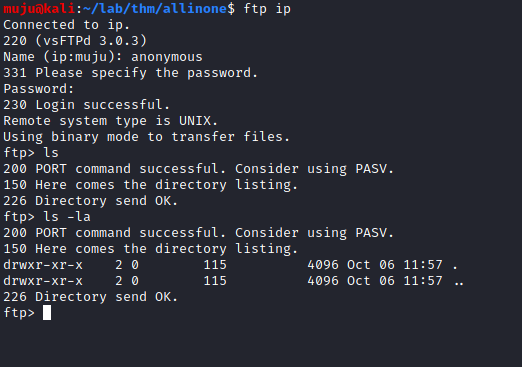 muju@kali:~/lab/thm/allinone$ ftp ip
Connected to ip.
220 (vsFTPd 3.0.3)
Name (ip:muju): anonymous
331 Please specify the password.
Password:
230 Login successful.
Remote system type is UNIX.
Using binary mode to transfer files.
ftp> ls
200 PORT command successful. Consider using PASV.
150 Here comes the directory listing.
226 Directory send OK.
ftp> ls -la
200 PORT command successful. Consider using PASV.
150 Here comes the directory listing.
drwxr-xr-x    2 0        115          4096 Oct 06 11:57 .
drwxr-xr-x    2 0        115          4096 Oct 06 11:57 ..
226 Directory send OK.
ftp>